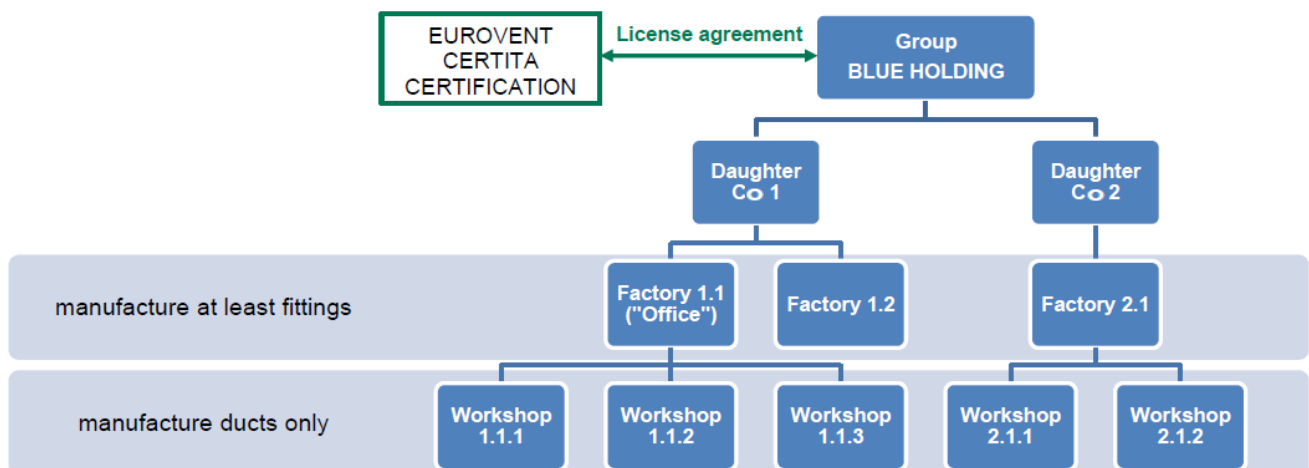 EUROVENT
CERTITA
CERTIFICATION
License agreement
Group
BLUE HOLDING
Daughter
Co 1
Daughter
Co 2
manufacture at least fittings
Factory 1.1
("Office")
Factory 1.2
Factory 2.1
manufacture ducts only
Workshop
1.1.1
Workshop
1.1.2
Workshop
1.1.3
Workshop
2.1.1
Workshop
2.1.2